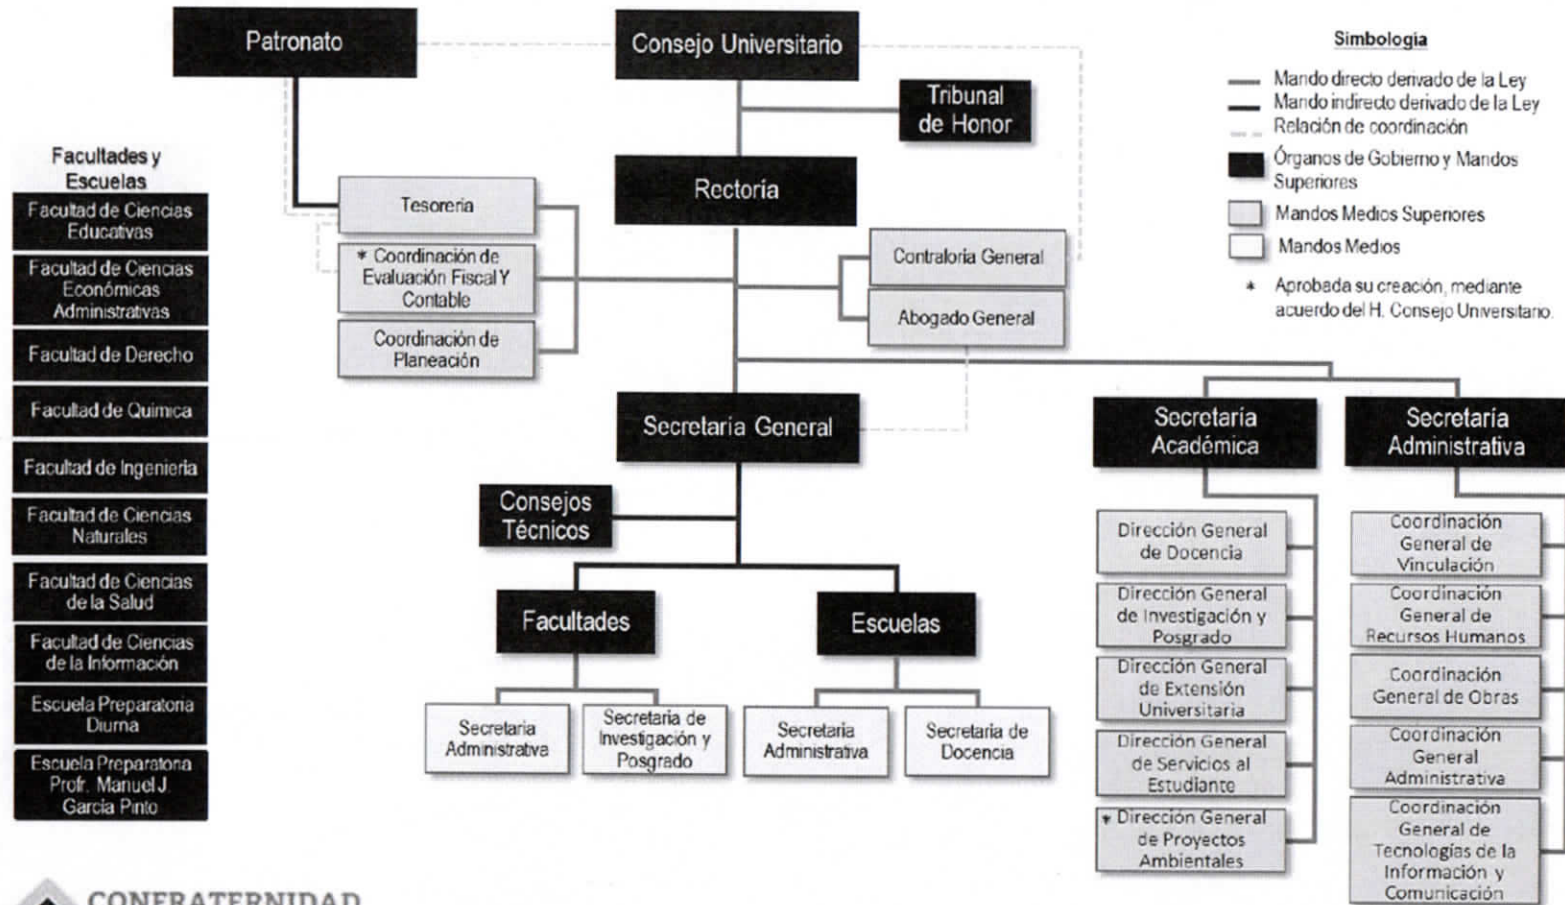 Patronato
Consejo Universitario
Tribunal
de Honor
Rectoría
Simbología
Mando directo derivado de la Ley
Mando indirecto derivado de la Ley
Relación de coordinación
Órganos de Gobierno y Mandos
Superiores
Mandos Medios Superiores
Mandos Medios
* Aprobada su creación, mediante
acuerdo del H. Consejo Universitario.
Facultades y
Escuelas
Facultad de Ciencias
Educativas
Facultad de Ciencias
Económicas
Administrativas
Facultad de Derecho
Facultad de Química
Facultad de Ingeniería
Facultad de Ciencias
Naturales
Facultad de Ciencias
de la Salud
Facultad de Ciencias
de la Información
Escuela Preparatoria
Diurna
Escuela Preparatoria
Profr. Manuel J.
García Pinto
Tesorería
* Coordinación de
Evaluación Fiscal Y
Contable
Coordinación de
Planeación
Contraloría General
Abogado General
Secretaría General
Consejos
Técnicos
Facultades
Escuelas
Secretaría
Administrativa
Secretaría de
Investigación y
Posgrado
Secretaría
Administrativa
Secretaría de
Docencia
Secretaría
Académica
Dirección General
de Docencia
Dirección General
de Investigación y
Posgrado
Dirección General
de Extensión
Universitaria
Dirección General
de Servicios al
Estudiante
* Dirección General
de Proyectos
Ambientales
Secretaría
Administrativa
Coordinación
General de
Vinculación
Coordinación
General de
Recursos Humanos
Coordinación
General de Obras
Coordinación
General
Administrativa
Coordinación
General de
Tecnologías de la
Información y
Comunicación
CONFRATERNIDAD